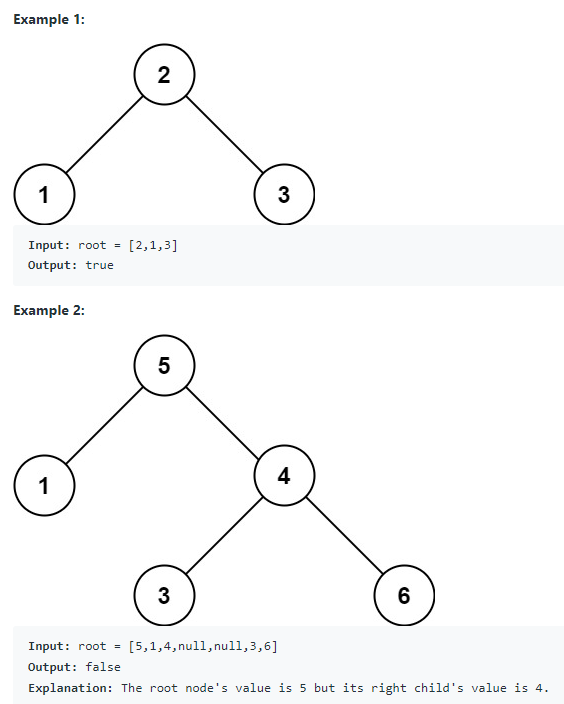 Example 1:
2
1
3
Input: root = [2,1,3]
Output: true
Example 2:
5
1
4
3
6
Input: root = [5,1,4,null,null,3,6]
Output: false
Explanation: The root node's value is 5 but its right child's value is 4.